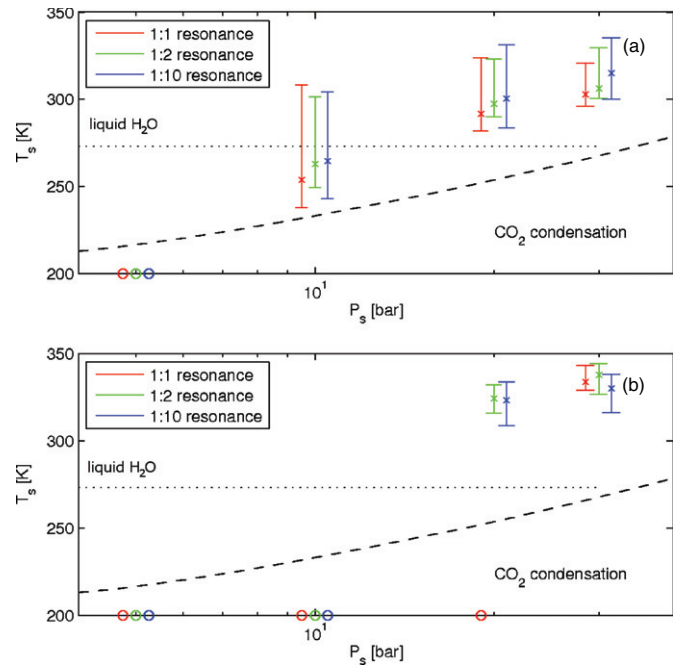 350
(a)
1:1 resonance
1:2 resonance
1:10 resonance
300
liquid H₂O
Tₛ [K]
250
CO₂ condensation
200
10¹
Pₛ [bar]
350
(b)
1:1 resonance
1:2 resonance
1:10 resonance
300
liquid H₂O
Tₛ [K]
250
CO₂ condensation
200
10¹
Pₛ [bar]